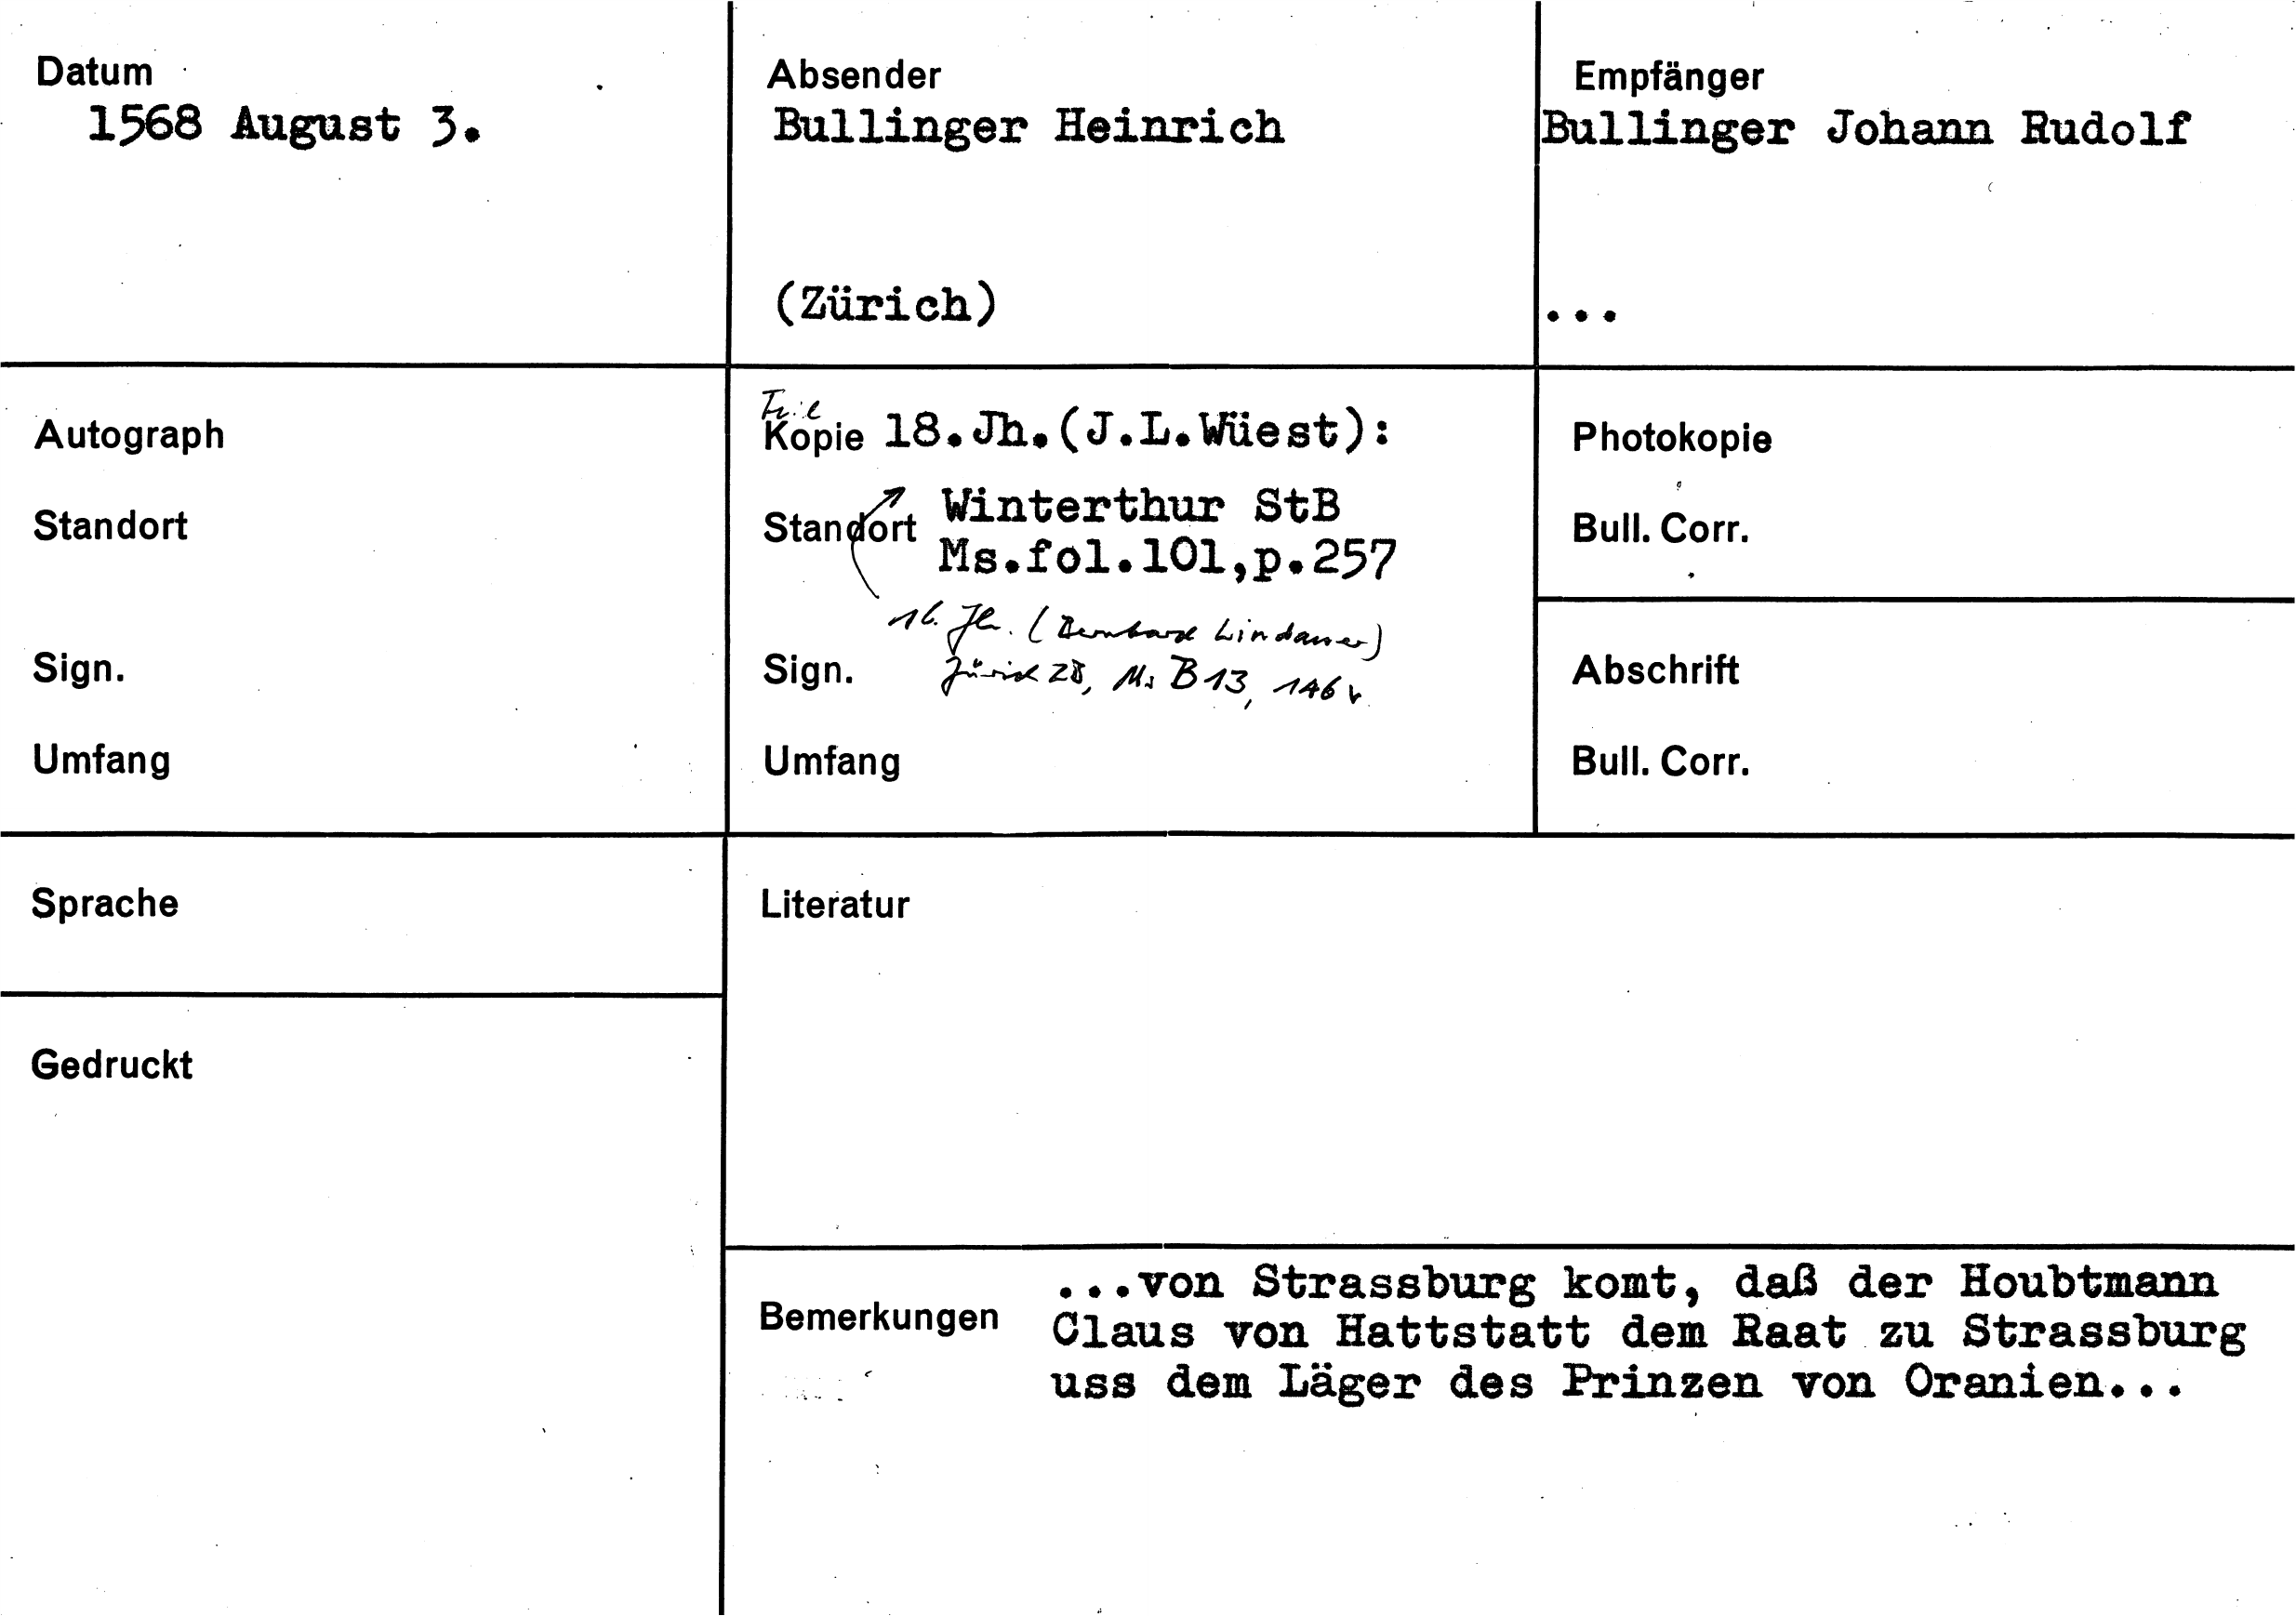 Datum
1568 August 3.
Absender
Bullinger Heinrich
(Zürich)
Empfänger
Bullinger Johann Rudolf
...
Autograph
Standort
Sign.
Umfang
Teil
Kopie 18.Jh.(J.L.Wüest):
Standort Winterthur StB
Ms.fol.101,p.257
16. Jh. (Bernhard Lindauer)
Sign. Zürich ZB, Ms B 13, 146 v
Umfang
Photokopie
Bull. Corr.
Abschrift
Bull. Corr.
Sprache
Gedruckt
Literatur
Bemerkungen
...von Strassburg komt, daß der Houbtmann
Claus von Hattstatt dem Raat zu Strassburg
uss dem Läger des Prinzen von Oranien...